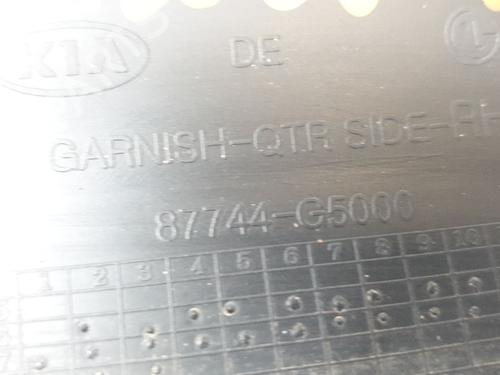 KIA DE
GARNISH-QTR SIDE-RH
87744-G5000
1 2 3 4 5 6 7 8 9 10